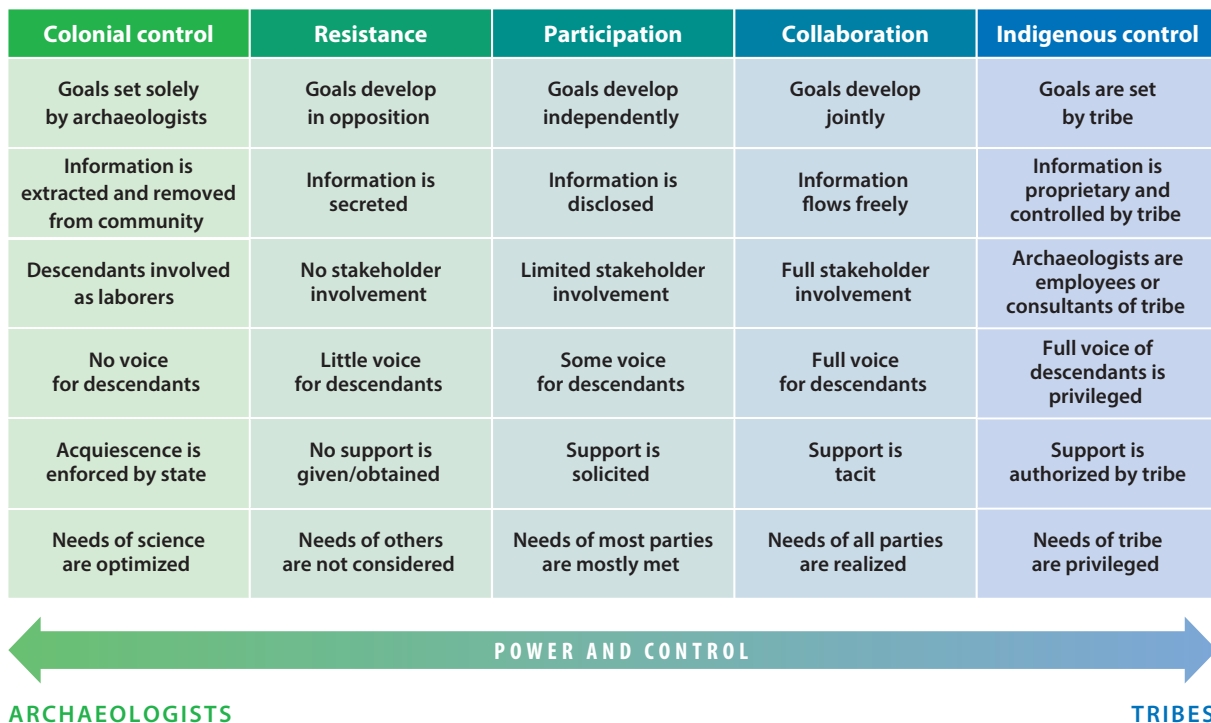 Colonial control
Resistance
Participation
Collaboration
Indigenous control
Goals set solely
by archaeologists
Goals develop
in opposition
Goals develop
independently
Goals develop
jointly
Goals are set
by tribe
Information is
extracted and removed
from community
Information is
secreted
Information is
disclosed
Information
flows freely
Information is
proprietary and
controlled by tribe
Descendants involved
as laborers
No stakeholder
involvement
Limited stakeholder
involvement
Full stakeholder
involvement
Archaeologists are
employees or
consultants of tribe
No voice
for descendants
Little voice
for descendants
Some voice
for descendants
Full voice
for descendants
Full voice of
descendants is
privileged
Acquiescence is
enforced by state
No support is
given/obtained
Support is
solicited
Support is
tacit
Support is
authorized by tribe
Needs of science
are optimized
Needs of others
are not considered
Needs of most parties
are mostly met
Needs of all parties
are realized
Needs of tribe
are privileged
POWER AND CONTROL
ARCHAEOLOGISTS
TRIBES